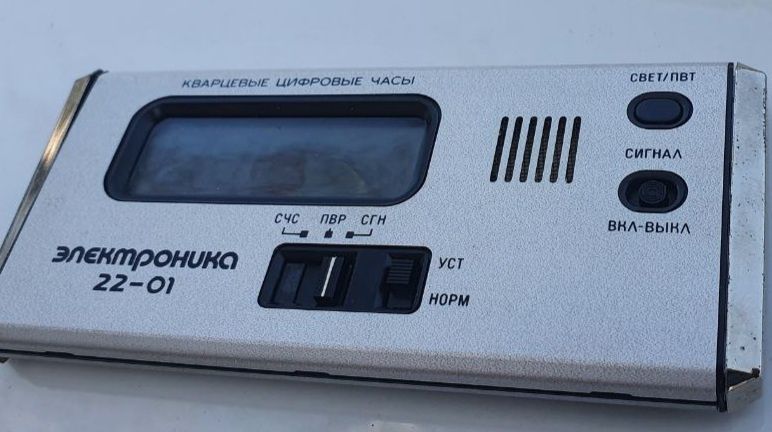 КВАРЦЕВЫЕ ЦИФРОВЫЕ ЧАСЫ
СВЕТ/ПВТ
СИГНАЛ
ВКЛ-ВЫКЛ
СЧС ПВР СГН
УСТ
НОРМ
электроника
22-01